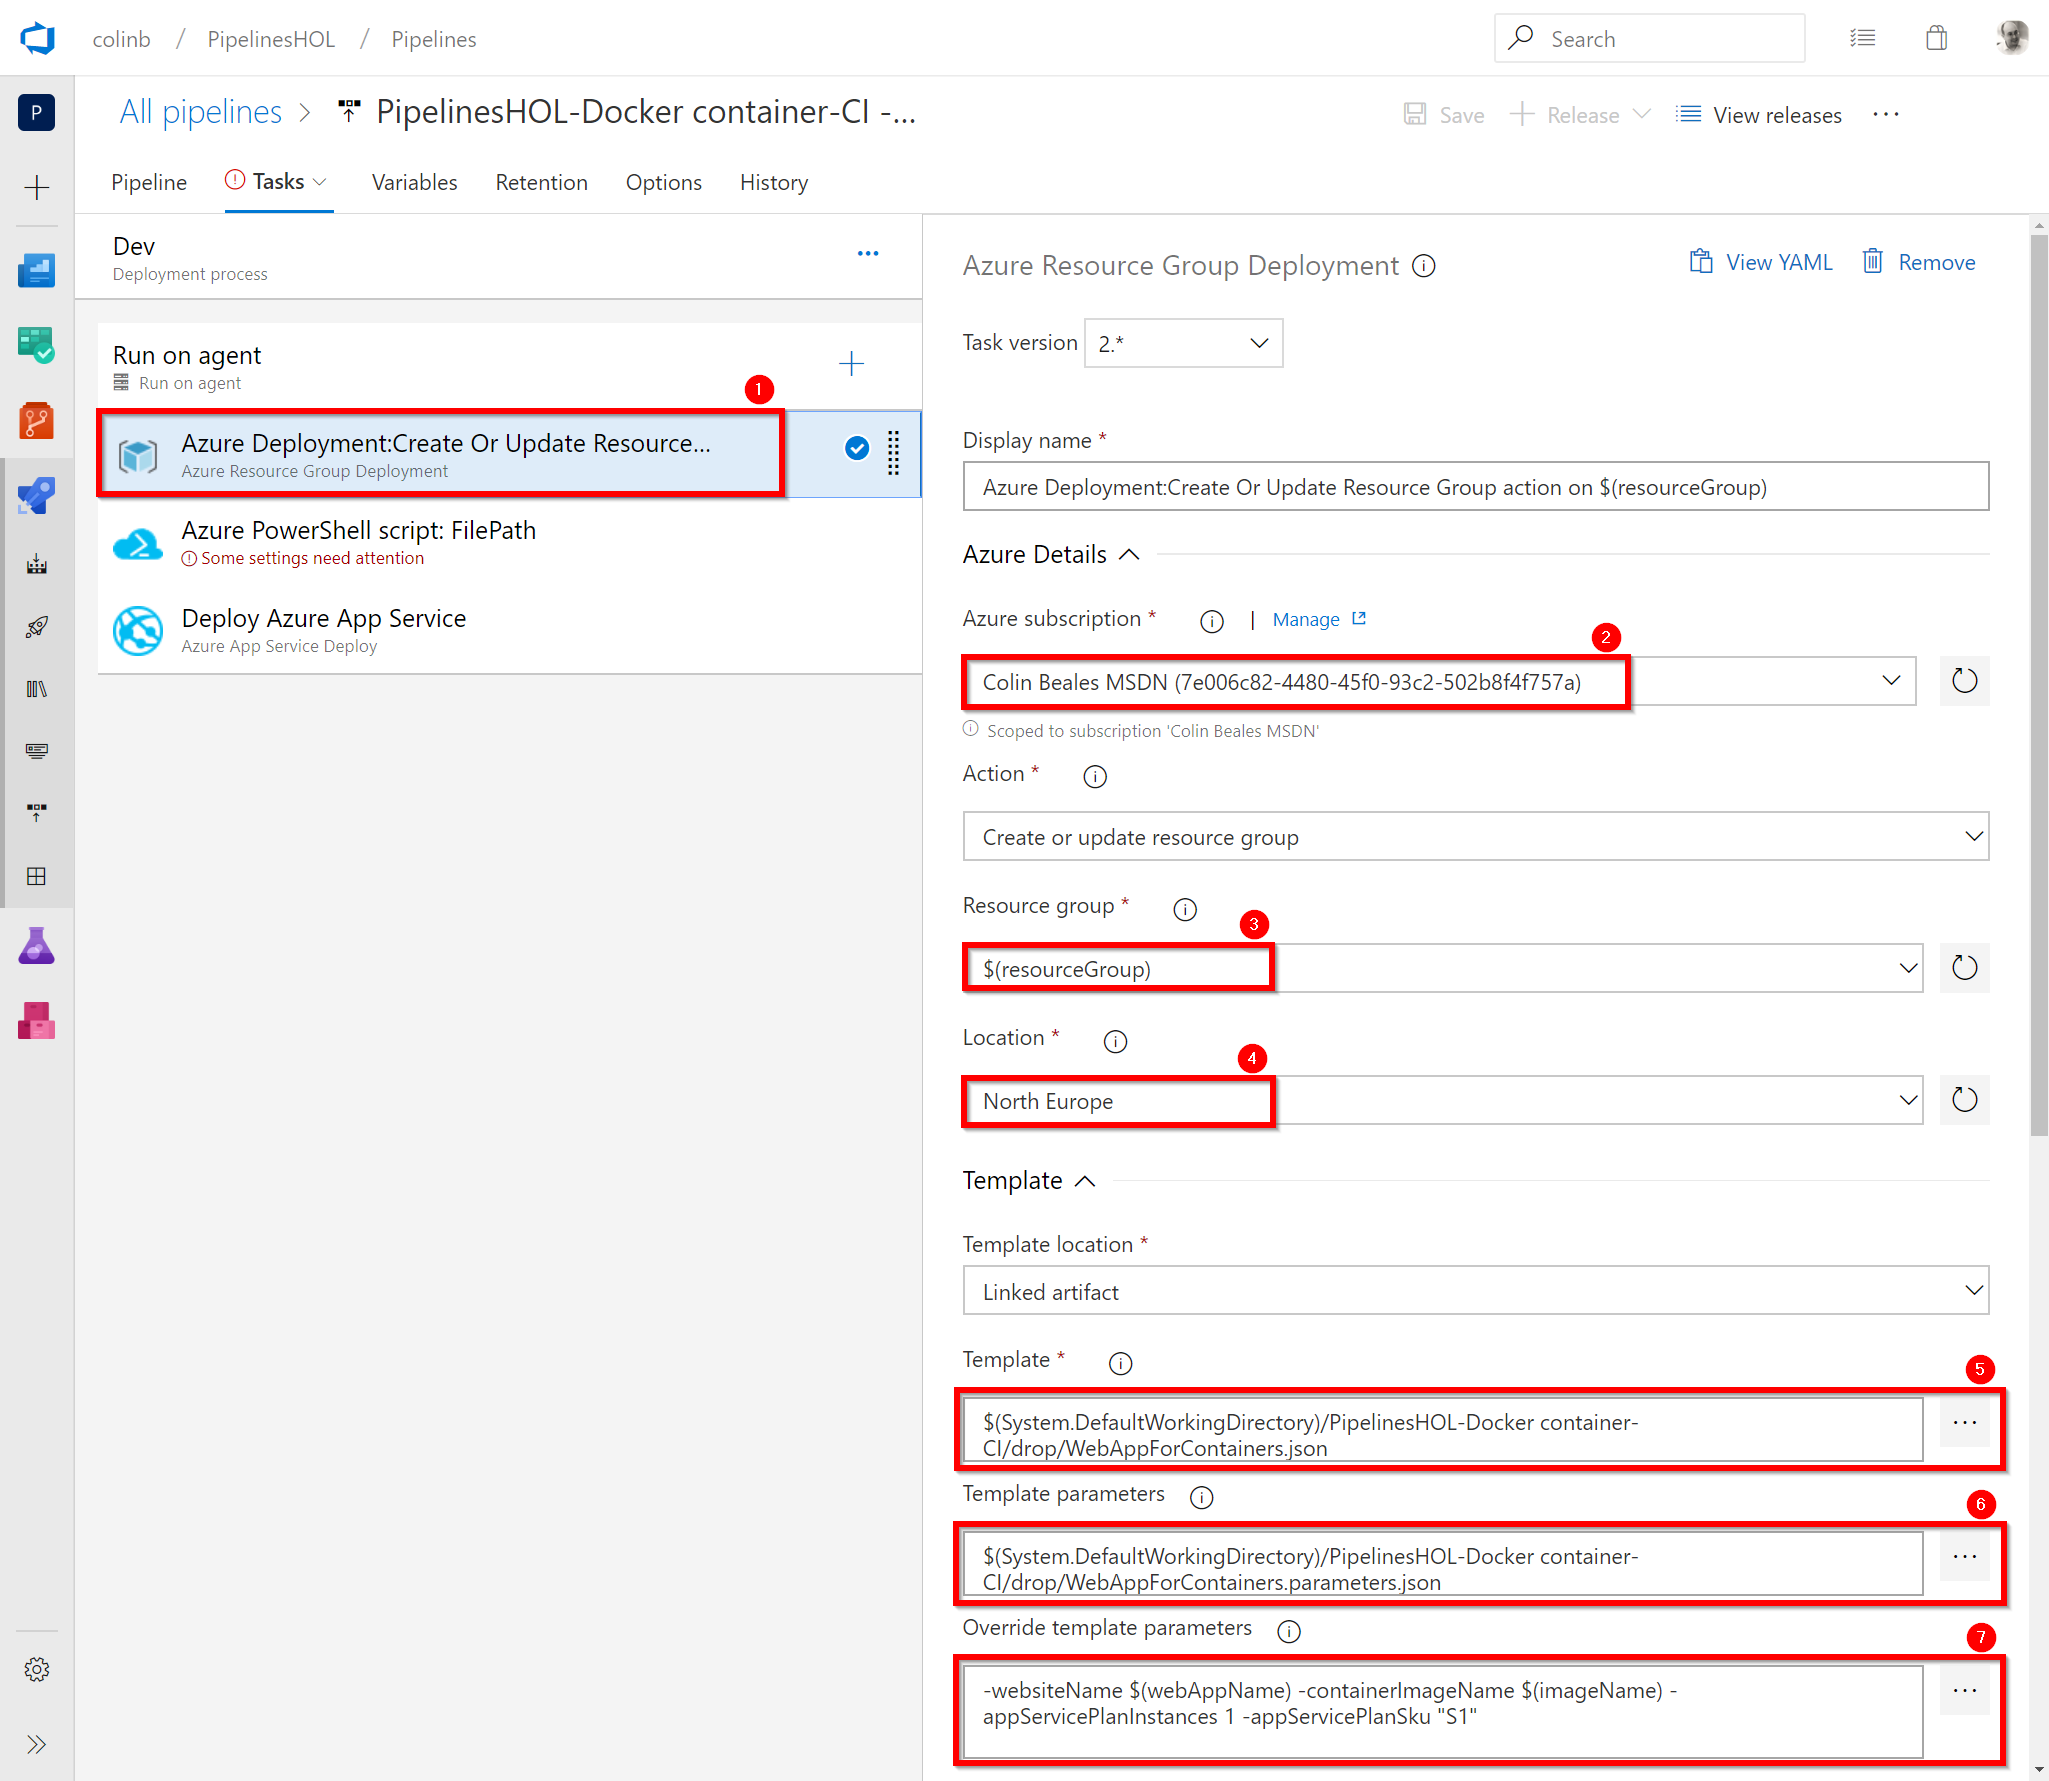 colinb / PipelinesHOL / Pipelines
Search
P
All pipelines > PipelinesHOL-Docker container-CI -...
Save
Release
View releases
...
Pipeline
Tasks
Variables
Retention
Options
History
Dev
Deployment process
...
Run on agent
Run on agent
1
Azure Deployment:Create Or Update Resource...
Azure Resource Group Deployment
Azure PowerShell script: FilePath
Some settings need attention
Deploy Azure App Service
Azure App Service Deploy
Azure Resource Group Deployment
View YAML
Remove
Task version
2.*
Display name *
Azure Deployment:Create Or Update Resource Group action on $(resourceGroup)
Azure Details
Azure subscription *
| Manage
2
Colin Beales MSDN (7e006c82-4480-45f0-93c2-502b8f4f757a)
Scoped to subscription 'Colin Beales MSDN'
Action *
Create or update resource group
Resource group *
3
$(resourceGroup)
Location *
4
North Europe
Template
Template location *
Linked artifact
Template *
5
$(System.DefaultWorkingDirectory)/PipelinesHOL-Docker container-
CI/drop/WebAppForContainers.json
...
Template parameters
6
$(System.DefaultWorkingDirectory)/PipelinesHOL-Docker container-
CI/drop/WebAppForContainers.parameters.json
...
Override template parameters
7
-websiteName $(webAppName) -containerImageName $(imageName) -
appServicePlanInstances 1 -appServicePlanSku "S1"
...